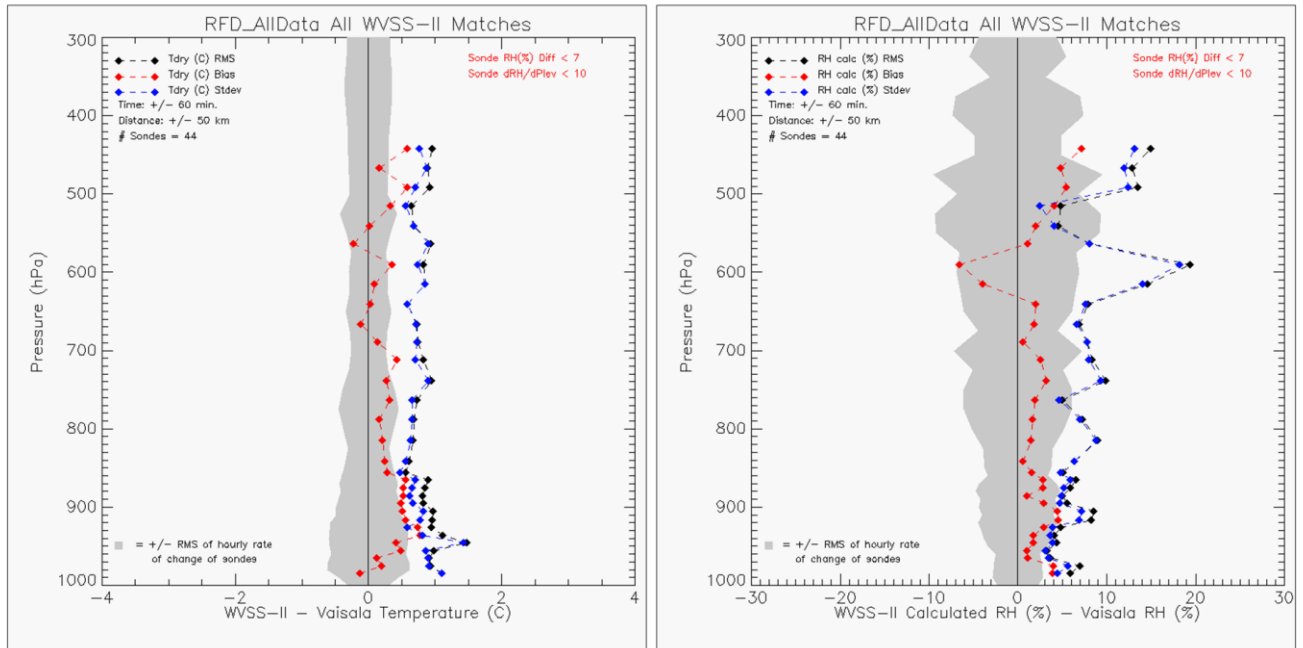 RFD_AllData All WVSS-II Matches
Tdry (C) RMS
Tdry (C) Bias
Tdry (C) Stdev
Time: +/- 60 min.
Distance: +/- 50 km
# Sondes = 44
Sonde RH(%) Diff < 7
Sonde dRH/dPlev < 10
300
400
500
600
700
800
900
1000
Pressure (hPa)
= +/- RMS of hourly rate
of change of sondes
-4
-2
0
2
4
WVSS-II - Vaisala Temperature (C)
RFD_AllData All WVSS-II Matches
RH calc (%) RMS
RH calc (%) Bias
RH calc (%) Stdev
Time: +/- 60 min.
Distance: +/- 50 km
# Sondes = 44
Sonde RH(%) Diff < 7
Sonde dRH/dPlev < 10
300
400
500
600
700
800
900
1000
Pressure (hPa)
= +/- RMS of hourly rate
of change of sondes
-30
-20
-10
0
10
20
30
WVSS-II Calculated RH (%) - Vaisala RH (%)